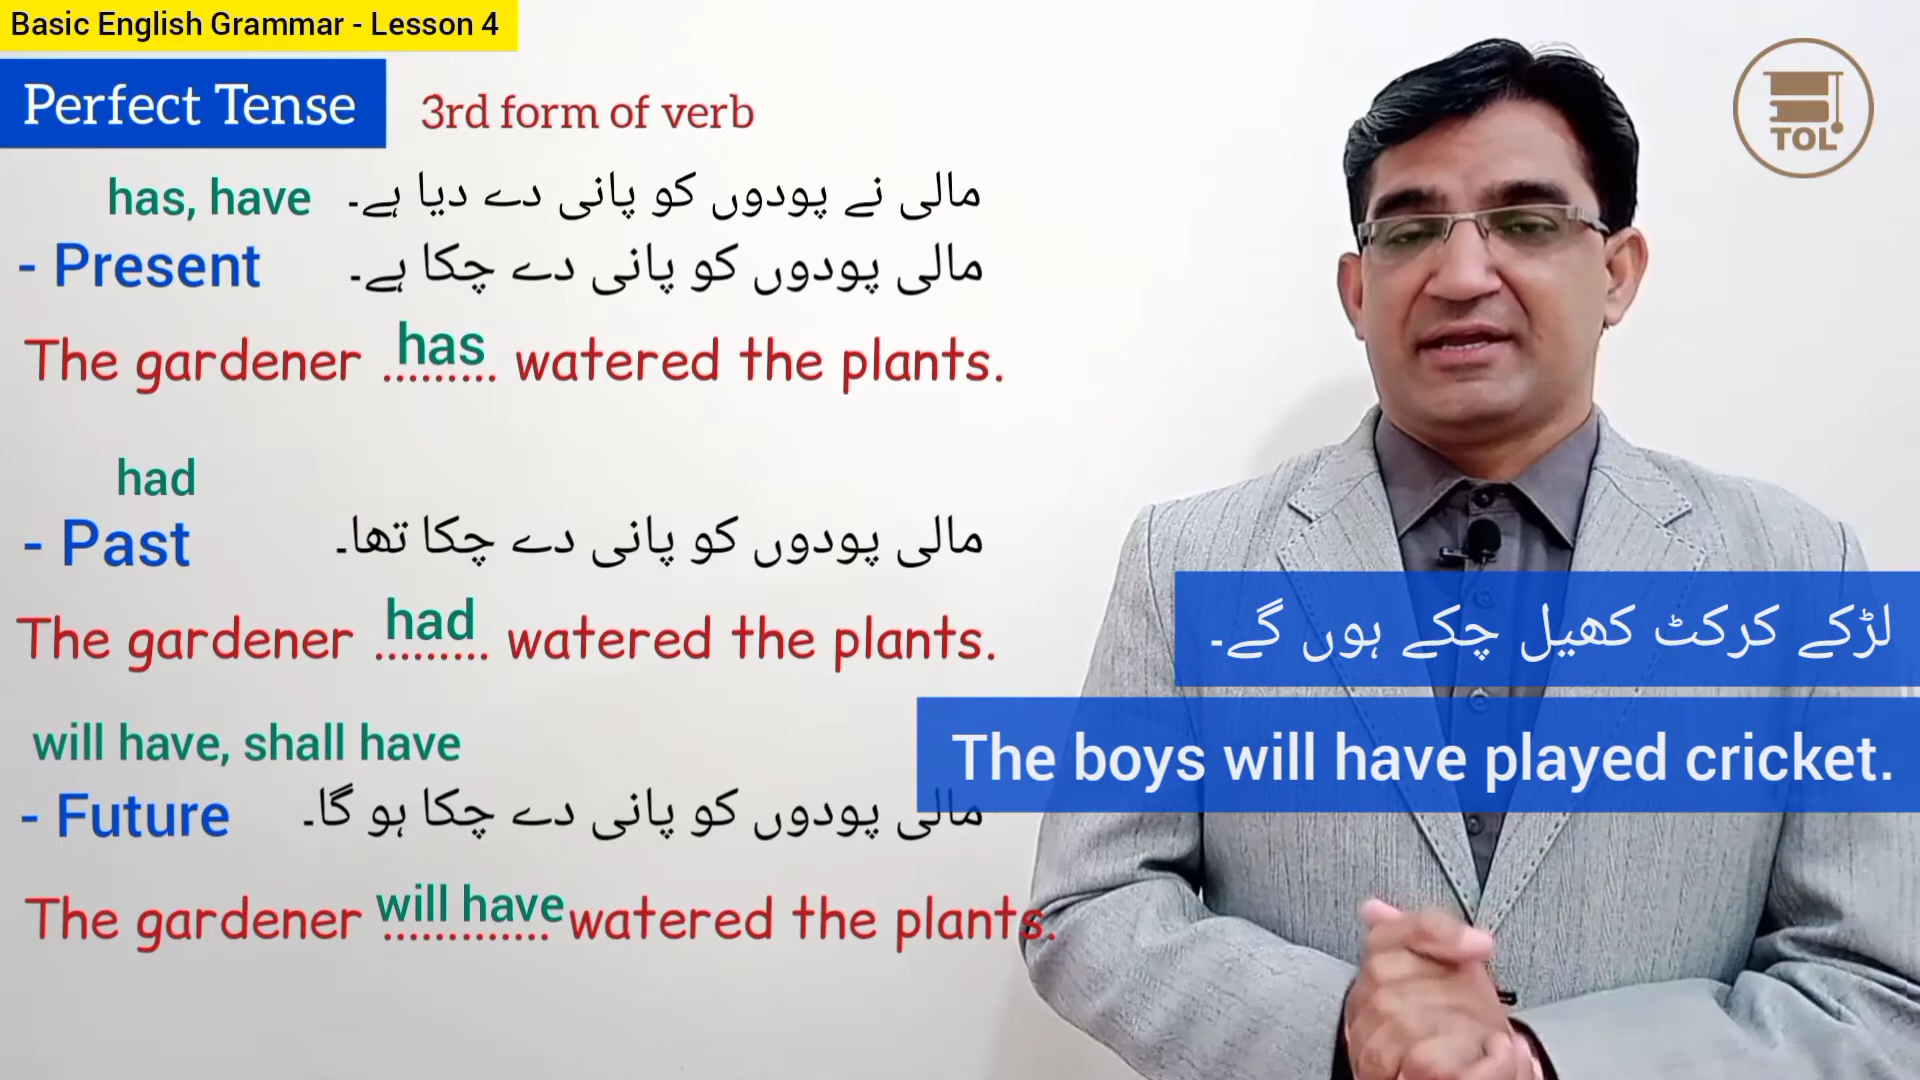 Basic English Grammar - Lesson 4
Perfect Tense
3rd form of verb
has, have
مالی نے پودوں کو پانی دے دیا ہے۔
- Present
مالی پودوں کو پانی دے چکا ہے۔
The gardener ...has... watered the plants.
had
- Past
مالی پودوں کو پانی دے چکا تھا۔
The gardener ...had... watered the plants.
will have, shall have
- Future
مالی پودوں کو پانی دے چکا ہو گا۔
The gardener ...will have... watered the plants.
TOL
لڑکے کرکٹ کھیل چکے ہوں گے۔
The boys will have played cricket.